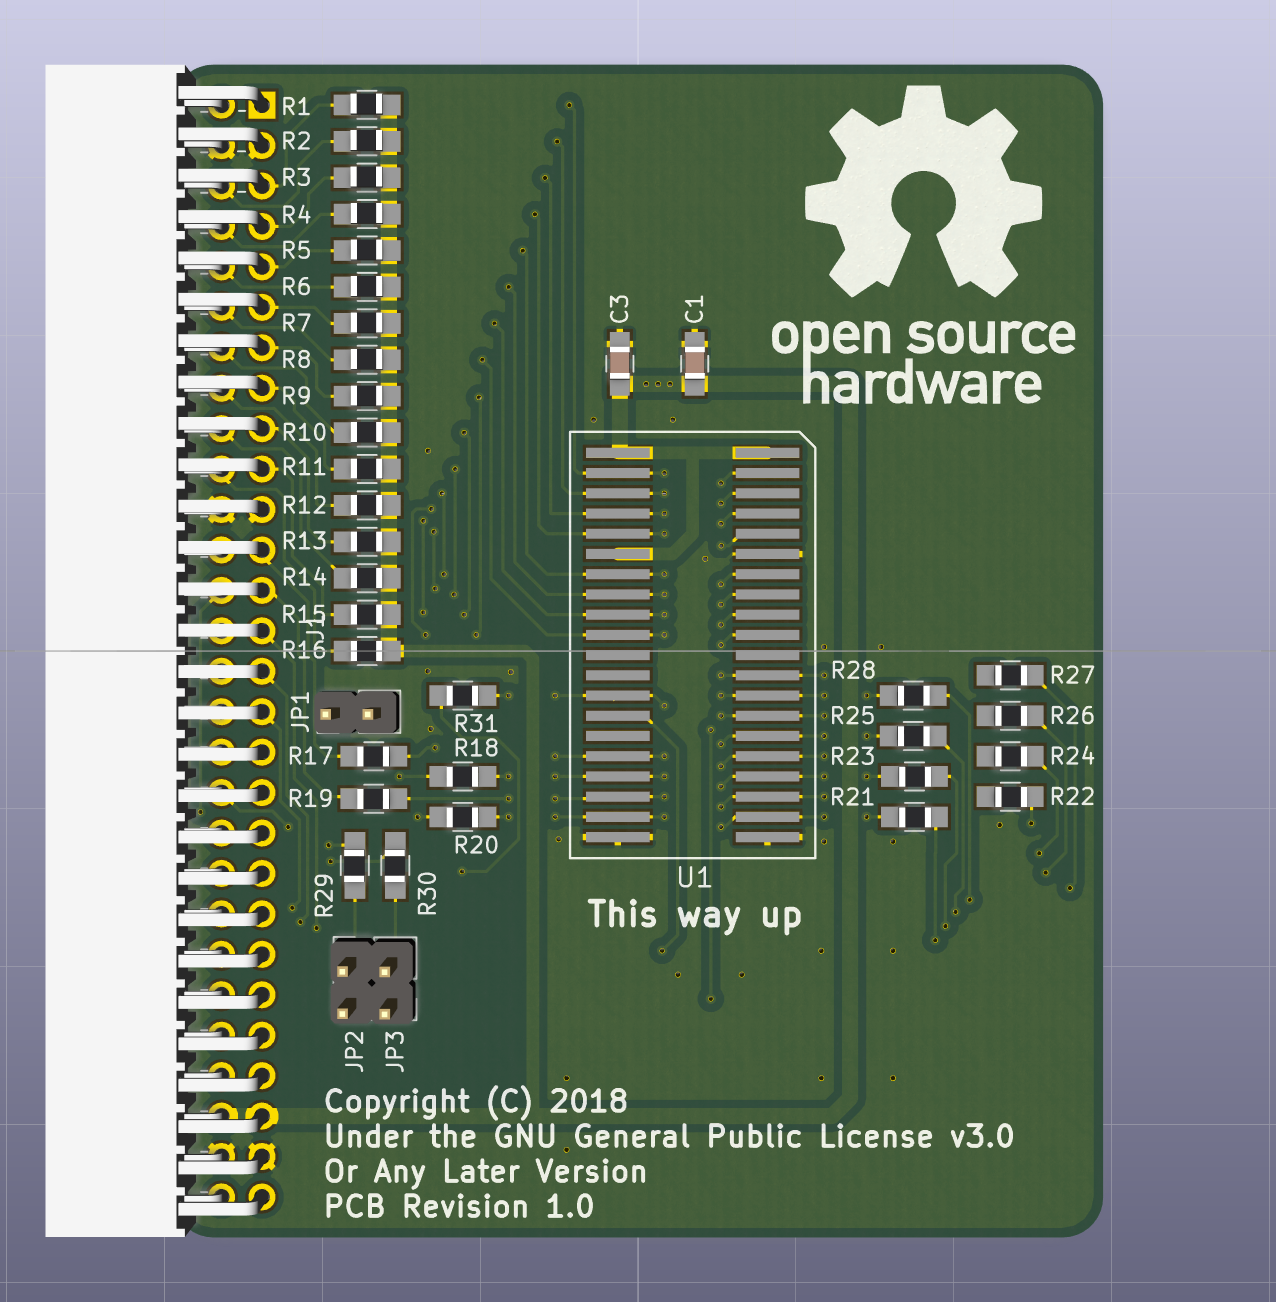 R1
R2
R3
R4
R5
R6
R7
R8
R9
R10
R11
R12
R13
R14
R15
J1
R16
C3
C1
open source
hardware
JP1
R31
R18
R17
R19
R20
R29
R30
JP2
JP3
R28
R25
R23
R21
R27
R26
R24
R22
U1
This way up
Copyright (C) 2018
Under the GNU General Public License v3.0
Or Any Later Version
PCB Revision 1.0